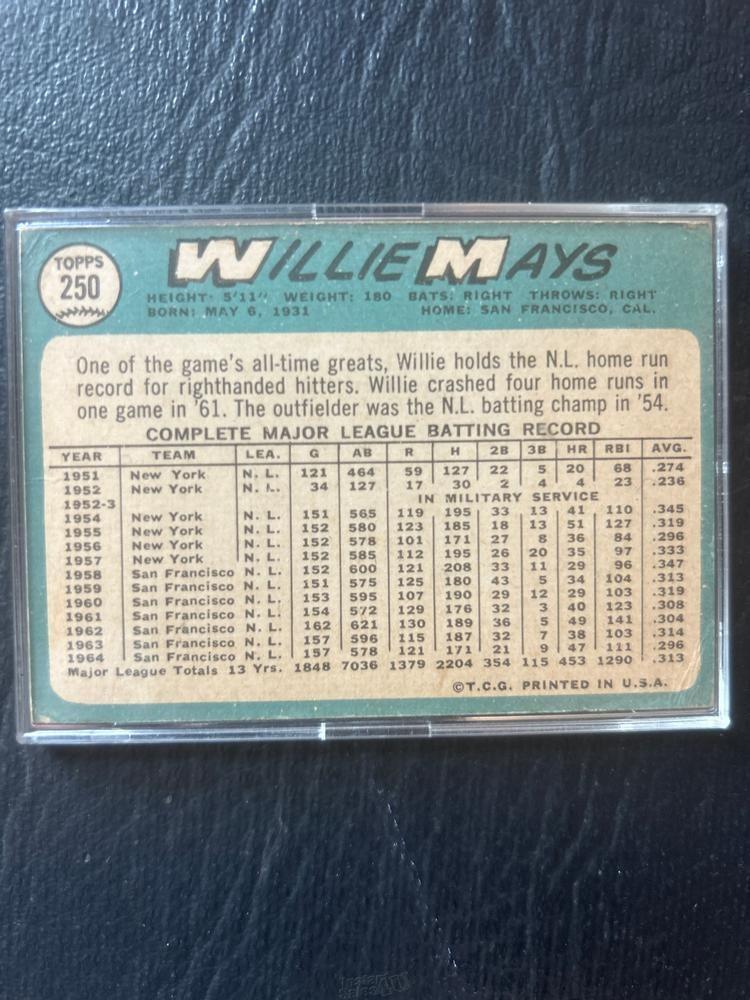 TOPPS
250
WILLIE MAYS
HEIGHT: 5'11" WEIGHT: 180 BATS: RIGHT THROWS: RIGHT
BORN: MAY 6, 1931 HOME: SAN FRANCISCO, CAL.
One of the game's all-time greats, Willie holds the N.L. home run
record for righthanded hitters. Willie crashed four home runs in
one game in '61. The outfielder was the N.L. batting champ in '54.
COMPLETE MAJOR LEAGUE BATTING RECORD
YEAR TEAM LEA. G AB R H 2B 3B HR RBI AVG.
1951 New York N. L. 121 464 59 127 22 5 20 68 .274
1952 New York N. L. 34 127 17 30 2 4 4 23 .236
1952-3 IN MILITARY SERVICE
1954 New York N. L. 151 565 119 195 33 13 41 110 .345
1955 New York N. L. 152 580 123 185 18 13 51 127 .319
1956 New York N. L. 152 578 101 171 27 8 36 84 .296
1957 New York N. L. 152 585 112 195 26 20 35 97 .333
1958 San Francisco N. L. 152 600 121 208 33 11 29 96 .347
1959 San Francisco N. L. 151 575 125 180 43 5 34 104 .313
1960 San Francisco N. L. 153 595 107 190 29 12 29 103 .319
1961 San Francisco N. L. 154 572 129 176 32 3 40 123 .308
1962 San Francisco N. L. 162 621 130 189 36 5 49 141 .304
1963 San Francisco N. L. 157 596 115 187 32 7 38 103 .314
1964 San Francisco N. L. 157 578 121 171 21 9 47 111 .296
Major League Totals 13 Yrs. 1848 7036 1379 2204 354 115 453 1290 .313
©T.C.G. PRINTED IN U.S.A.